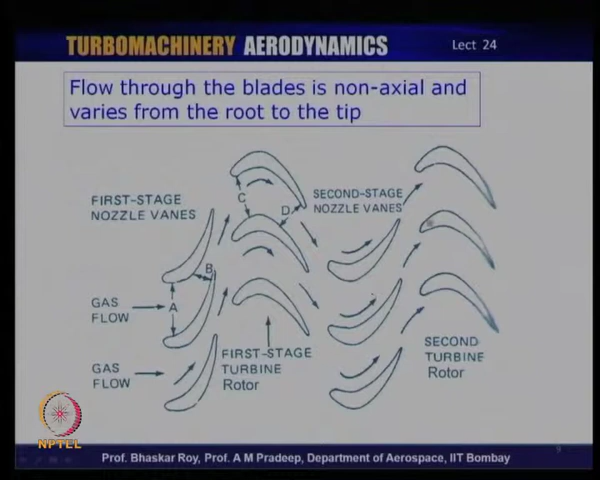 TURBOMACHINERY AERODYNAMICS
Lect 24
Flow through the blades is non-axial and
varies from the root to the tip
FIRST-STAGE
NOZZLE VANES
SECOND-STAGE
NOZZLE VANES
C
D
B
A
GAS
FLOW
GAS
FLOW
FIRST-STAGE
TURBINE
Rotor
SECOND
TURBINE
Rotor
NPTEL
Prof. Bhaskar Roy, Prof. A M Pradeep, Department of Aerospace, IIT Bombay